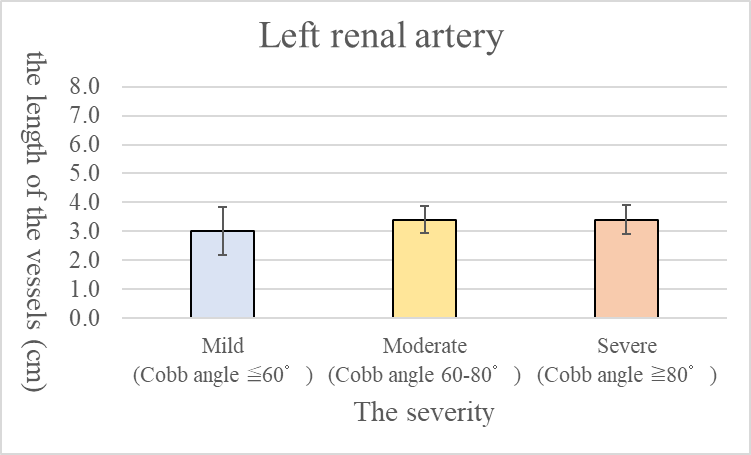 Left renal artery
the length of the vessels (cm)
8.0
7.0
6.0
5.0
4.0
3.0
2.0
1.0
0.0
Mild
(Cobb angle ≦60°)
Moderate
(Cobb angle 60-80°)
Severe
(Cobb angle ≧80°)
The severity